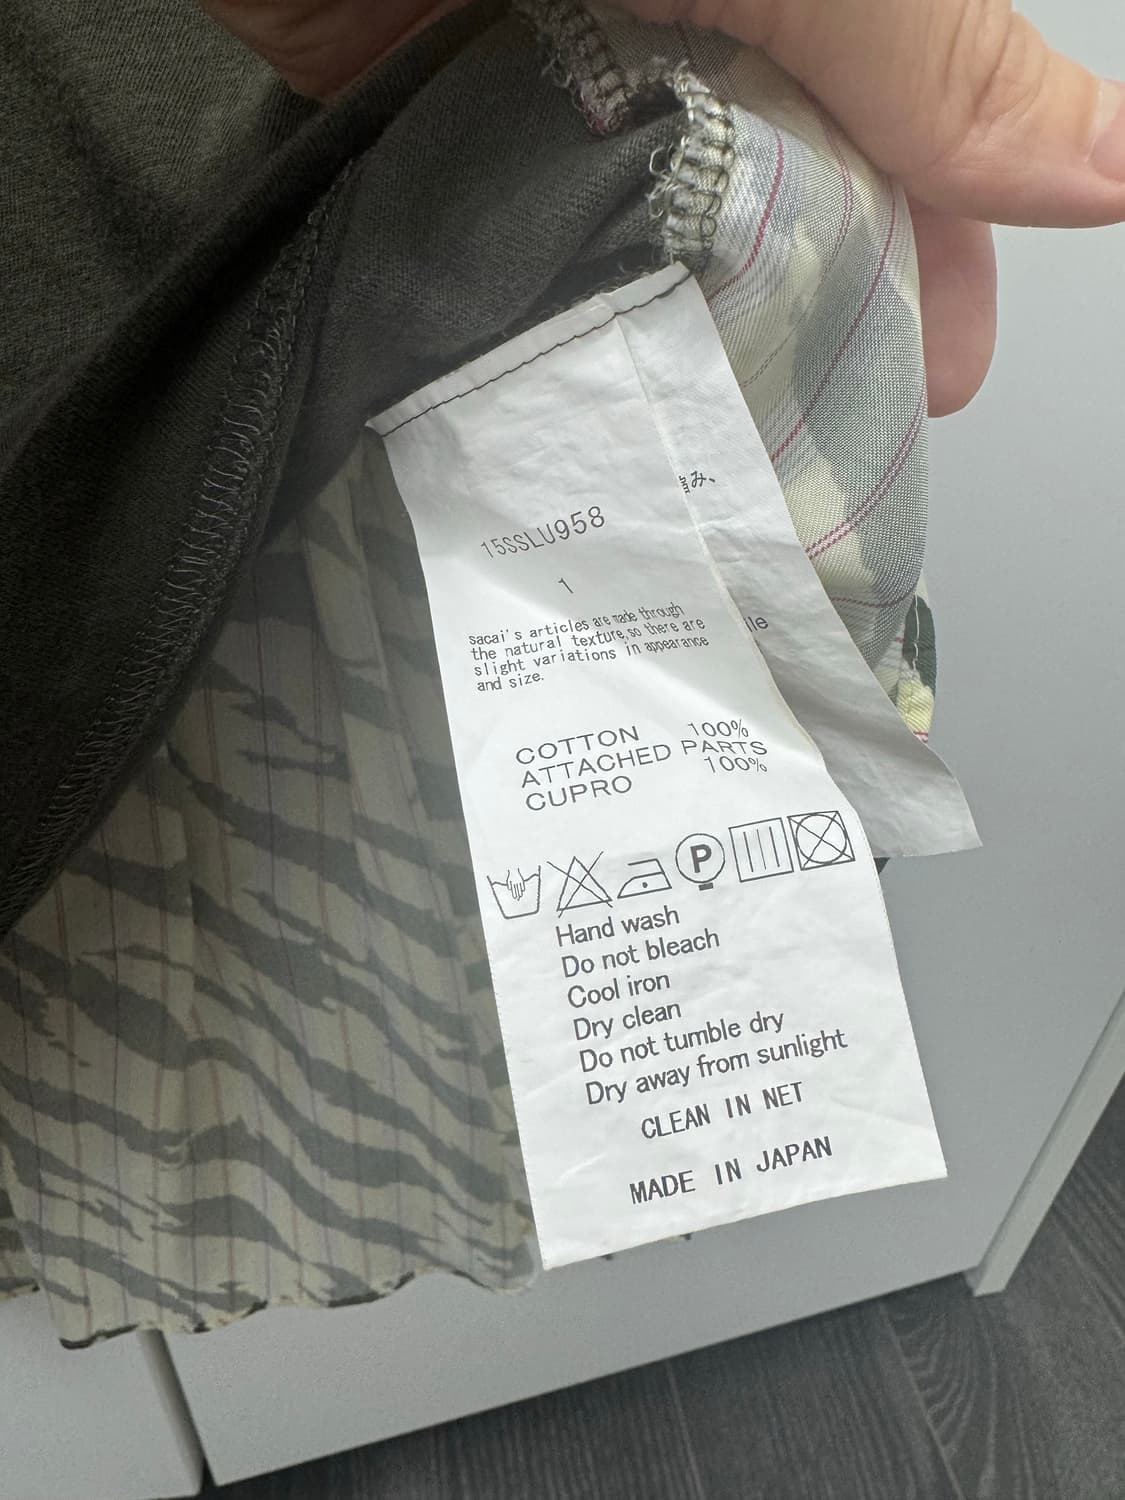 み、
15SSLU958
1
sacai's articles are made through
the natural texture,so there are
slight variations in appearance
and size.
COTTON 100%
ATTACHED PARTS
CUPRO 100%
P
Hand wash
Do not bleach
Cool iron
Dry clean
Do not tumble dry
Dry away from sunlight
CLEAN IN NET
MADE IN JAPAN